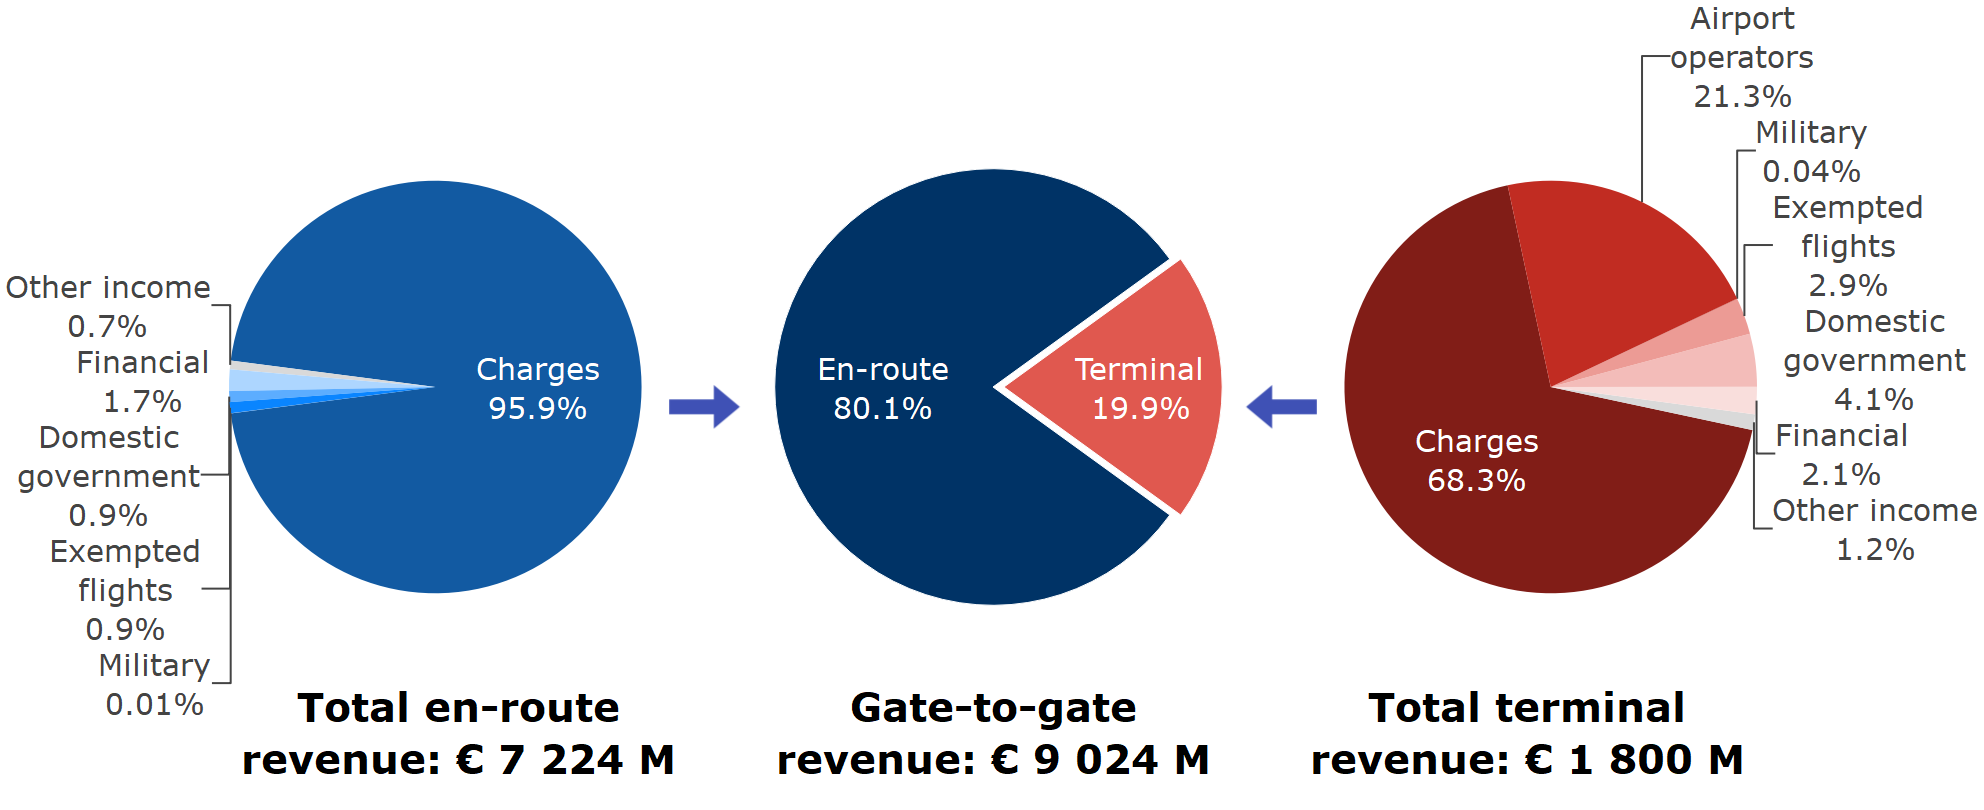 Other income
0.7%
Financial
1.7%
Domestic
government
0.9%
Exempted
flights
0.9%
Military
0.01%
Charges
95.9%
Total en-route
revenue: € 7 224 M
En-route
80.1%
Terminal
19.9%
Gate-to-gate
revenue: € 9 024 M
Airport
operators
21.3%
Military
0.04%
Exempted
flights
2.9%
Domestic
government
4.1%
Financial
2.1%
Other income
1.2%
Charges
68.3%
Total terminal
revenue: € 1 800 M